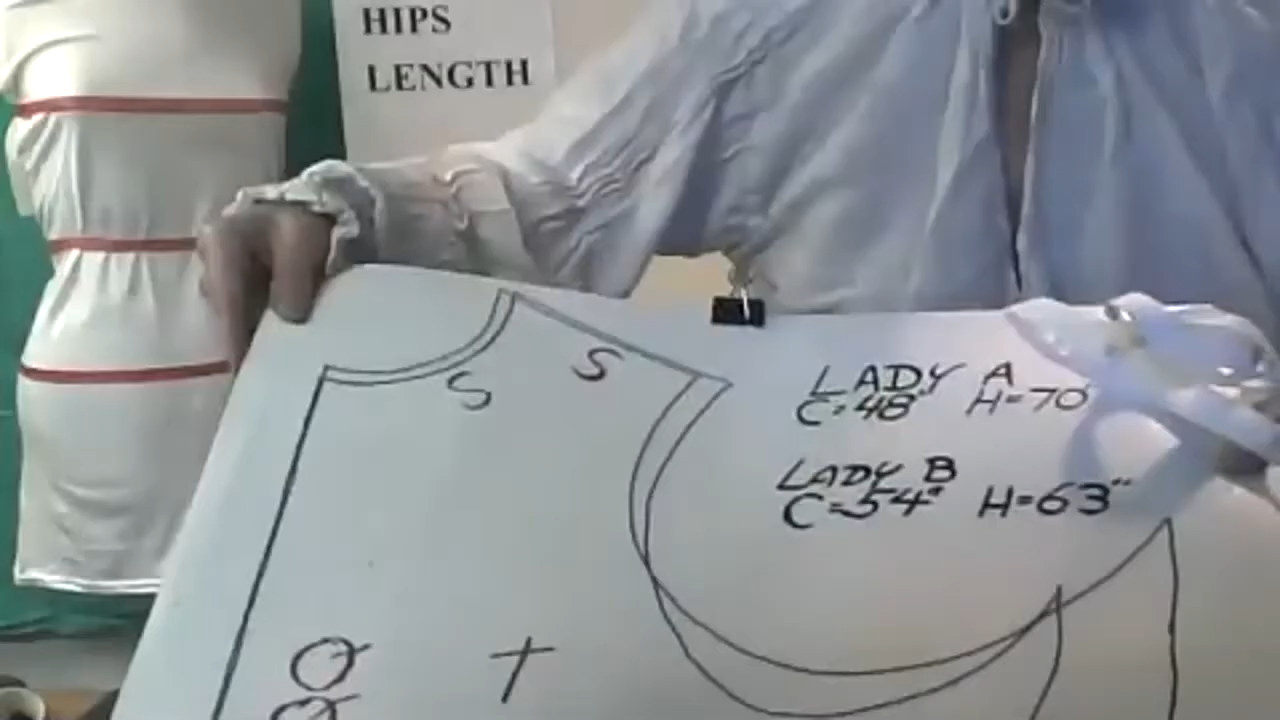 HIPS
LENGTH
S
S
LADY A
C=48" H=70
LADY B
C=54" H=63"